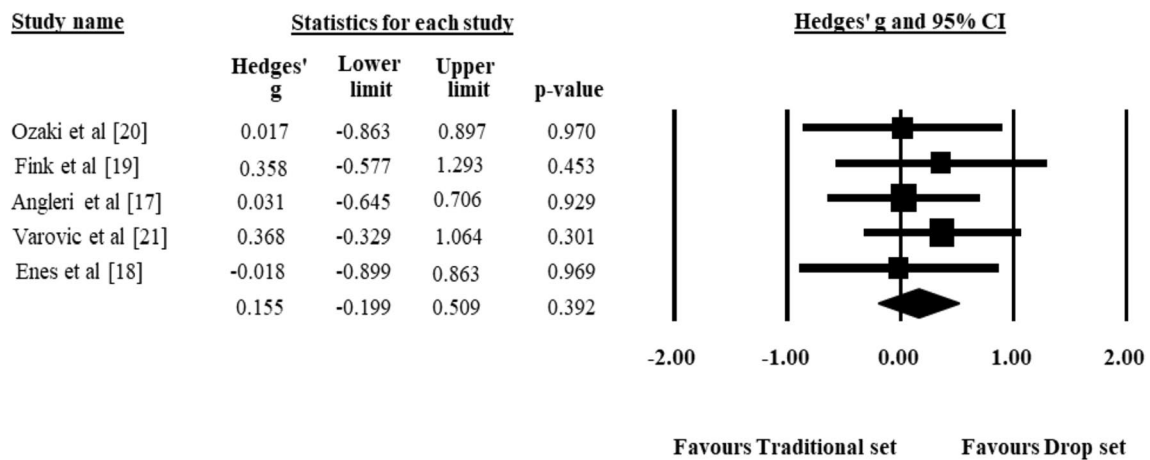 Study name Statistics for each study Hedges' g and 95% CI
Hedges' Lower Upper
g limit limit p-value
Ozaki et al [20] 0.017 -0.863 0.897 0.970
Fink et al [19] 0.358 -0.577 1.293 0.453
Angleri et al [17] 0.031 -0.645 0.706 0.929
Varovic et al [21] 0.368 -0.329 1.064 0.301
Enes et al [18] -0.018 -0.899 0.863 0.969
0.155 -0.199 0.509 0.392
-2.00 -1.00 0.00 1.00 2.00
Favours Traditional set Favours Drop set